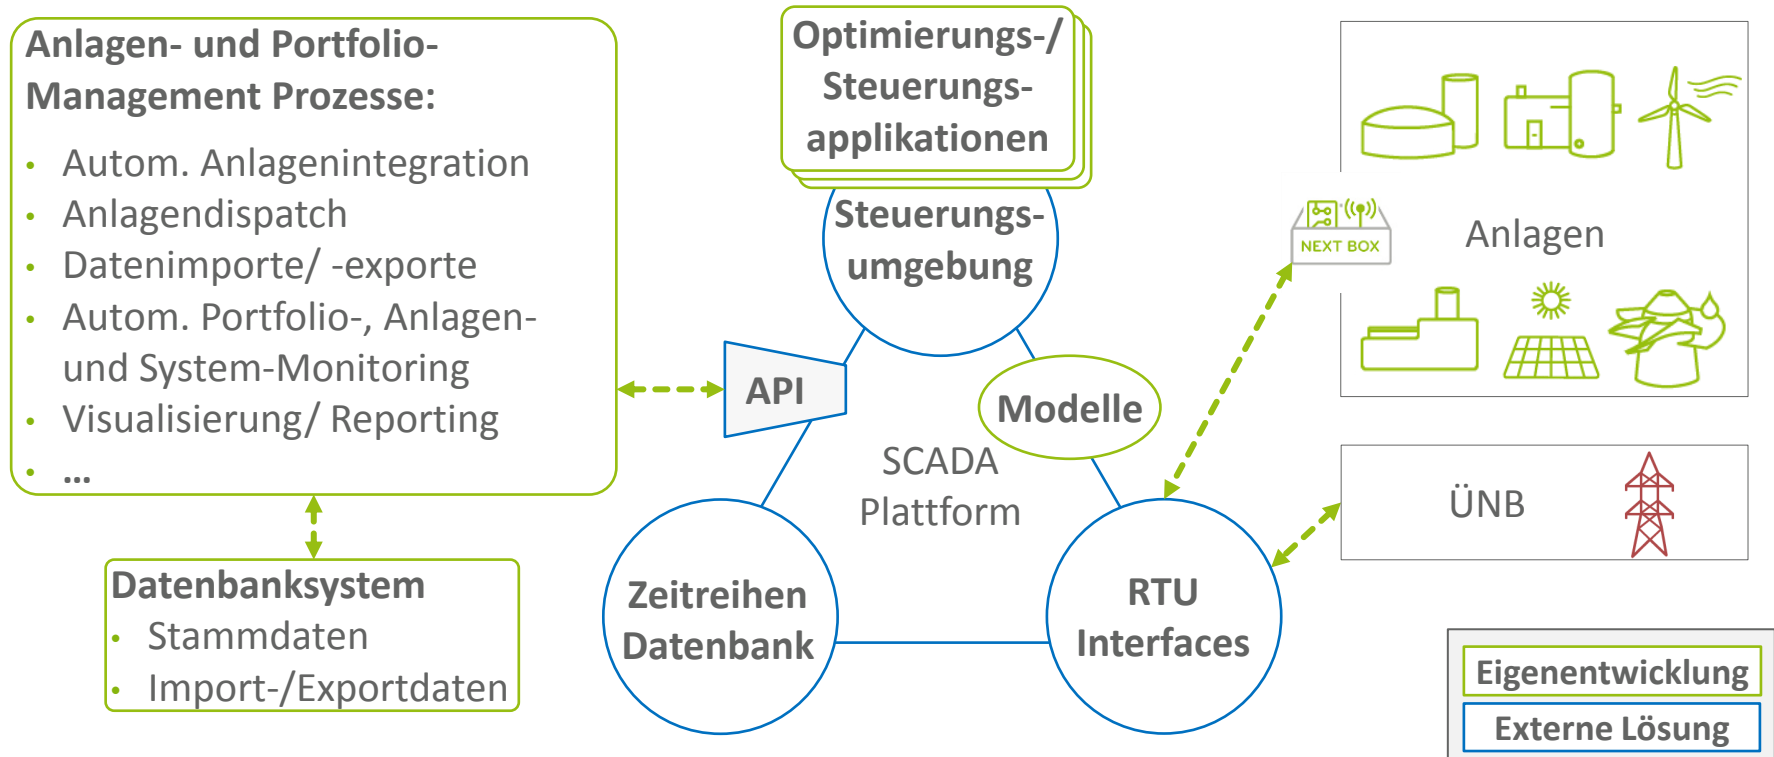 Anlagen- und Portfolio-
Management Prozesse:
• Autom. Anlagenintegration
• Anlagendispatch
• Datenimporte/ -exporte
• Autom. Portfolio-, Anlagen-
und System-Monitoring
• Visualisierung/ Reporting
• ...
Datenbanksystem
• Stammdaten
• Import-/Exportdaten
Optimierungs-/
Steuerungs-
applikationen
Steuerungs-
umgebung
API
Modelle
SCADA
Plattform
Zeitreihen
Datenbank
RTU
Interfaces
NEXT BOX
Anlagen
ÜNB
Eigenentwicklung
Externe Lösung